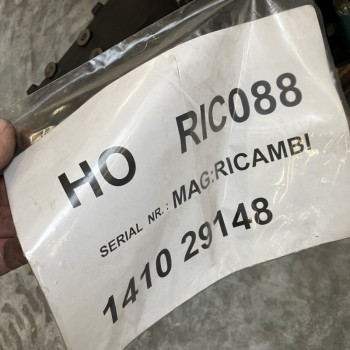 HO RIC088
SERIAL NR.: MAG:RICAMBI
1410 29148